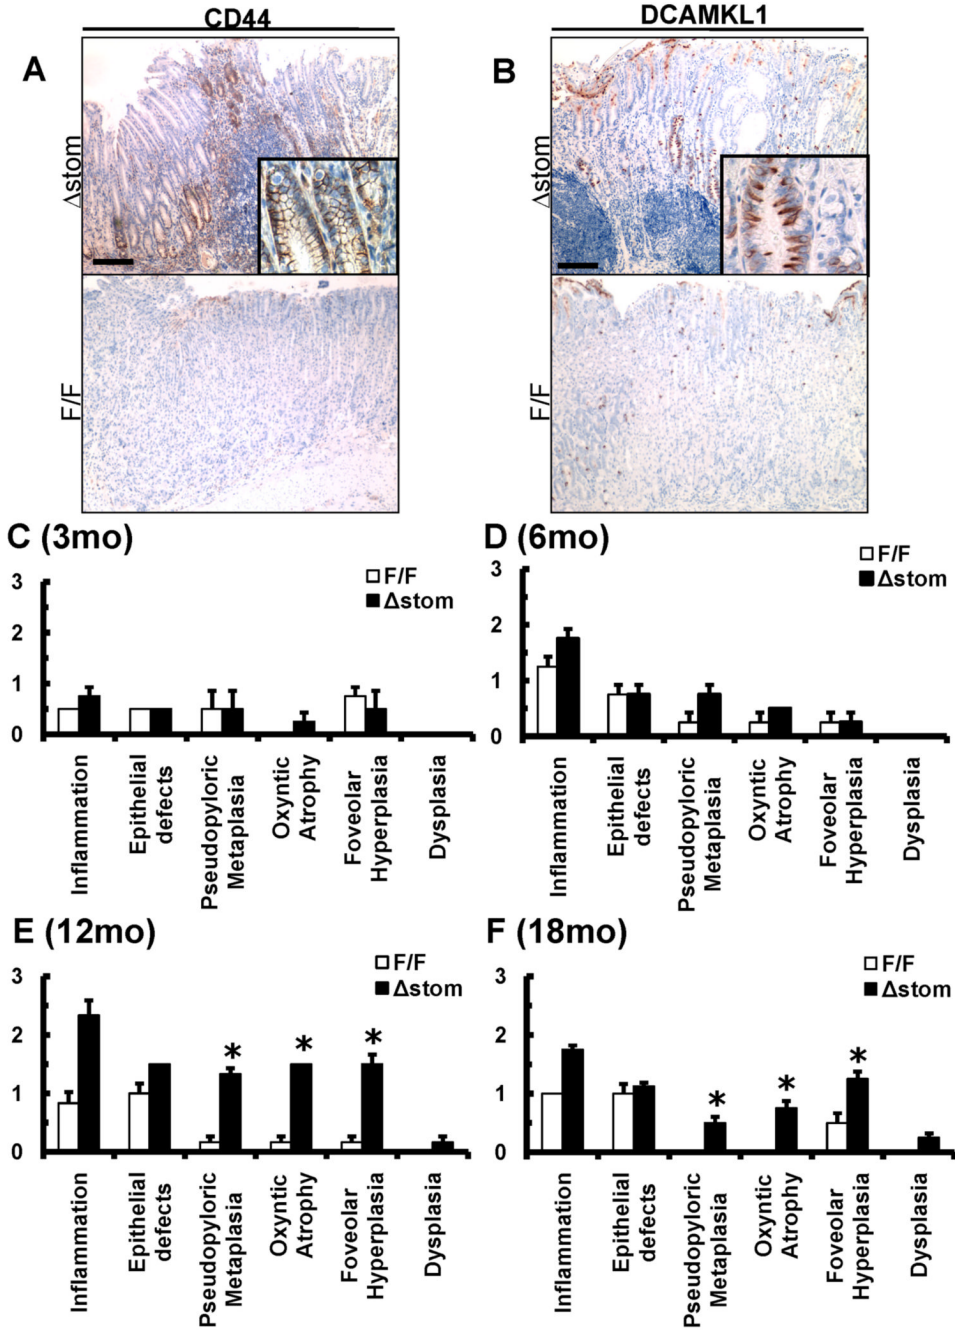 CD44
DCAMKL1
A
B
Δstom
Δstom
F/F
F/F
C (3mo)
D (6mo)
F/F
Δstom
3
2
1
0
Inflammation
Epithelial
defects
Pseudopyloric
Metaplasia
Oxyntic
Atrophy
Foveolar
Hyperplasia
Dysplasia
F/F
Δstom
3
2
1
0
Inflammation
Epithelial
defects
Pseudopyloric
Metaplasia
Oxyntic
Atrophy
Foveolar
Hyperplasia
Dysplasia
E (12mo)
F (18mo)
F/F
Δstom
3
2
1
0
*
*
*
Inflammation
Epithelial
defects
Pseudopyloric
Metaplasia
Oxyntic
Atrophy
Foveolar
Hyperplasia
Dysplasia
F/F
Δstom
3
2
1
0
*
*
*
Inflammation
Epithelial
defects
Pseudopyloric
Metaplasia
Oxyntic
Atrophy
Foveolar
Hyperplasia
Dysplasia